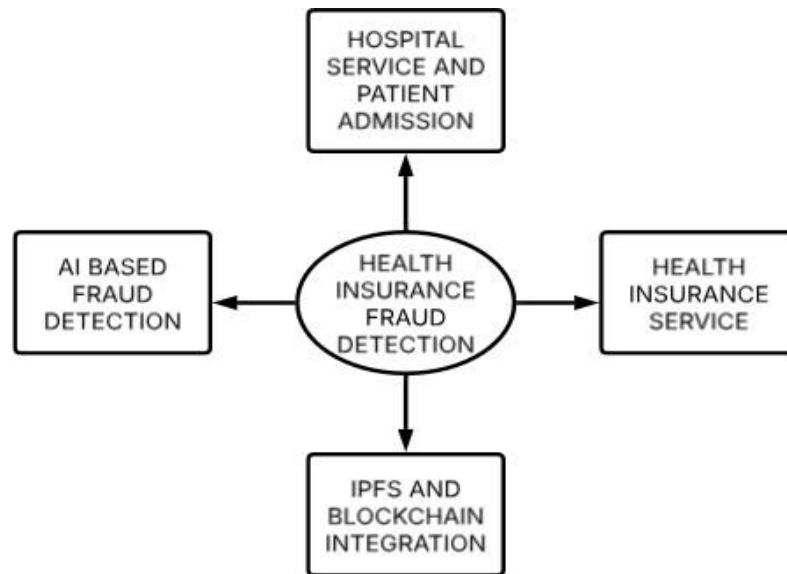 HOSPITAL
SERVICE AND
PATIENT
ADMISSION
AI BASED
FRAUD
DETECTION
HEALTH
INSURANCE
FRAUD
DETECTION
HEALTH
INSURANCE
SERVICE
IPFS AND
BLOCKCHAIN
INTEGRATION